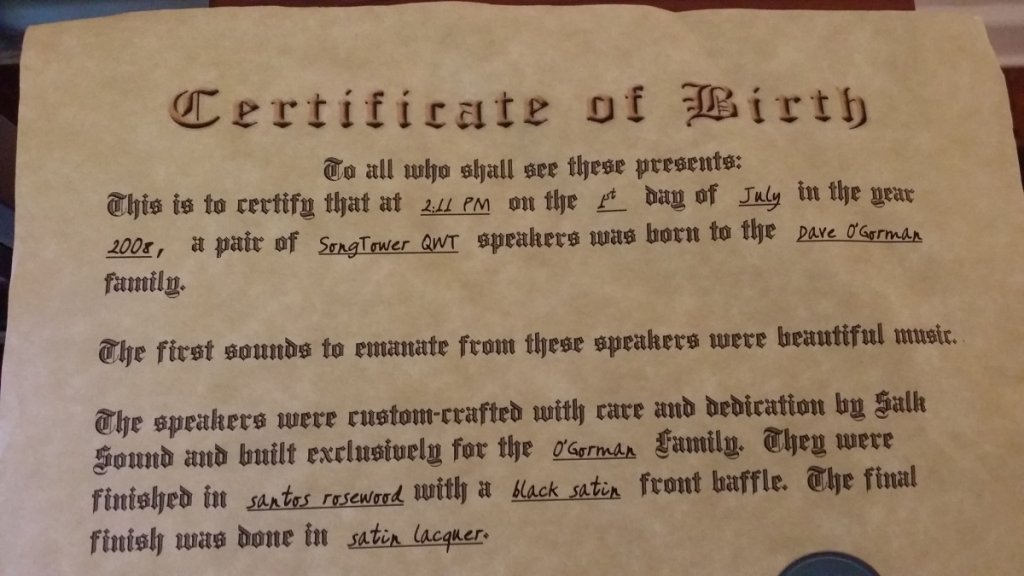 Certificate of Birth
To all who shall see these presents:
This is to certify that at 2:11 PM on the 1st day of July in the year
2008, a pair of SongTower QWT speakers was born to the Dave O'Gorman
family.
The first sounds to emanate from these speakers were beautiful music.
The speakers were custom-crafted with care and dedication by Salk
Sound and built exclusively for the O'Gorman Family. They were
finished in santos rosewood with a black satin front baffle. The final
finish was done in satin lacquer.